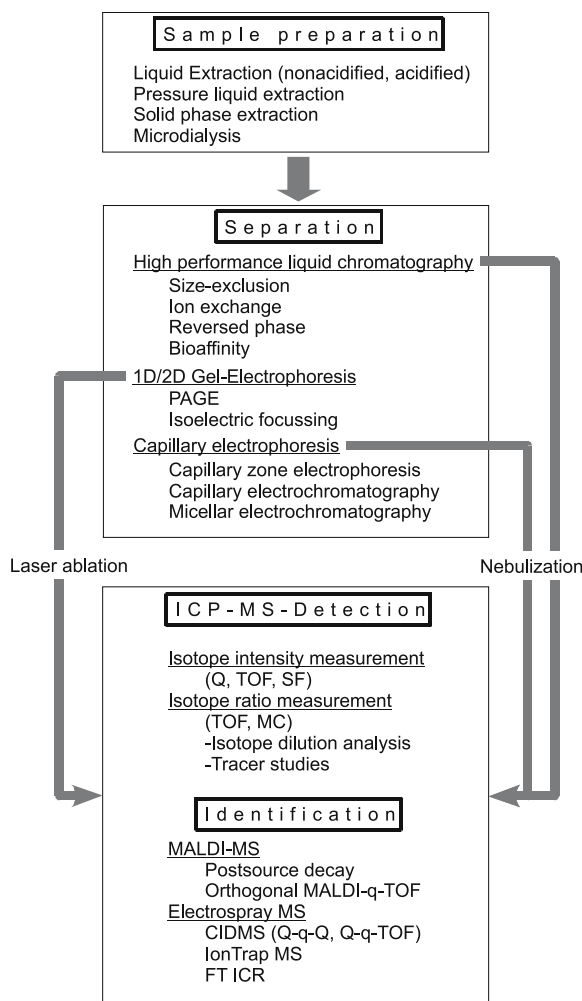 Sample preparation
Liquid Extraction (nonacidified, acidified)
Pressure liquid extraction
Solid phase extraction
Microdialysis
Separation
High performance liquid chromatography
Size-exclusion
Ion exchange
Reversed phase
Bioaffinity
1D/2D Gel-Electrophoresis
PAGE
Isoelectric focussing
Capillary electrophoresis
Capillary zone electrophoresis
Capillary electrochromatography
Micellar electrochromatography
Laser ablation
Nebulization
ICP-MS-Detection
Isotope intensity measurement
(Q, TOF, SF)
Isotope ratio measurement
(TOF, MC)
-Isotope dilution analysis
-Tracer studies
Identification
MALDI-MS
Postsource decay
Orthogonal MALDI-q-TOF
Electrospray MS
CIDMS (Q-q-Q, Q-q-TOF)
IonTrap MS
FT ICR